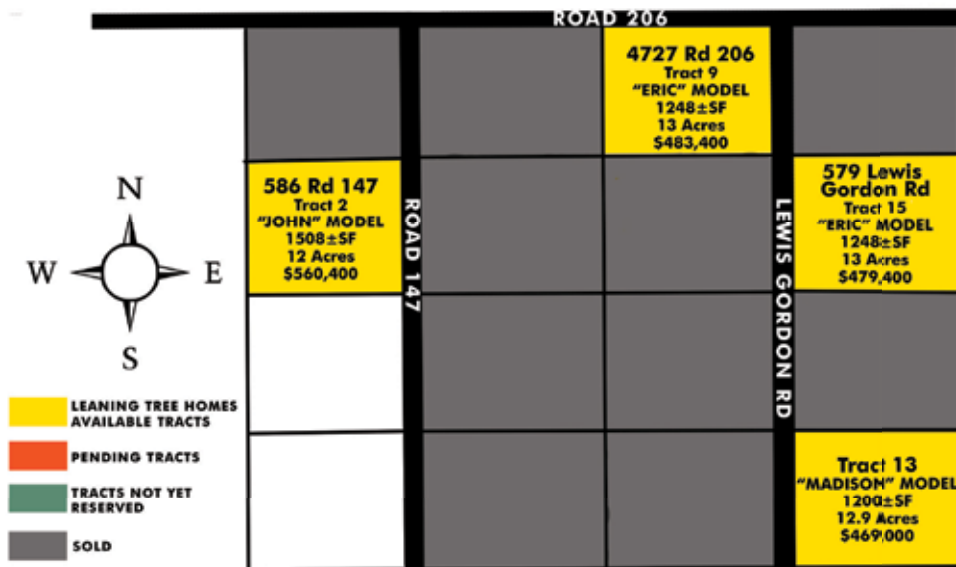 ROAD 206
4727 Rd 206
Tract 9
"ERIC" MODEL
1248±SF
13 Acres
$483,400
586 Rd 147
Tract 2
"JOHN" MODEL
1508±SF
12 Acres
$560,400
ROAD 147
LEWIS GORDON RD
579 Lewis
Gordon Rd
Tract 15
"ERIC" MODEL
1248±SF
13 Acres
$479,400
N
W
E
S
LEANING TREE HOMES
AVAILABLE TRACTS
PENDING TRACTS
TRACTS NOT YET
RESERVED
SOLD
Tract 13
"MADISON" MODEL
1200±SF
12.9 Acres
$469,000